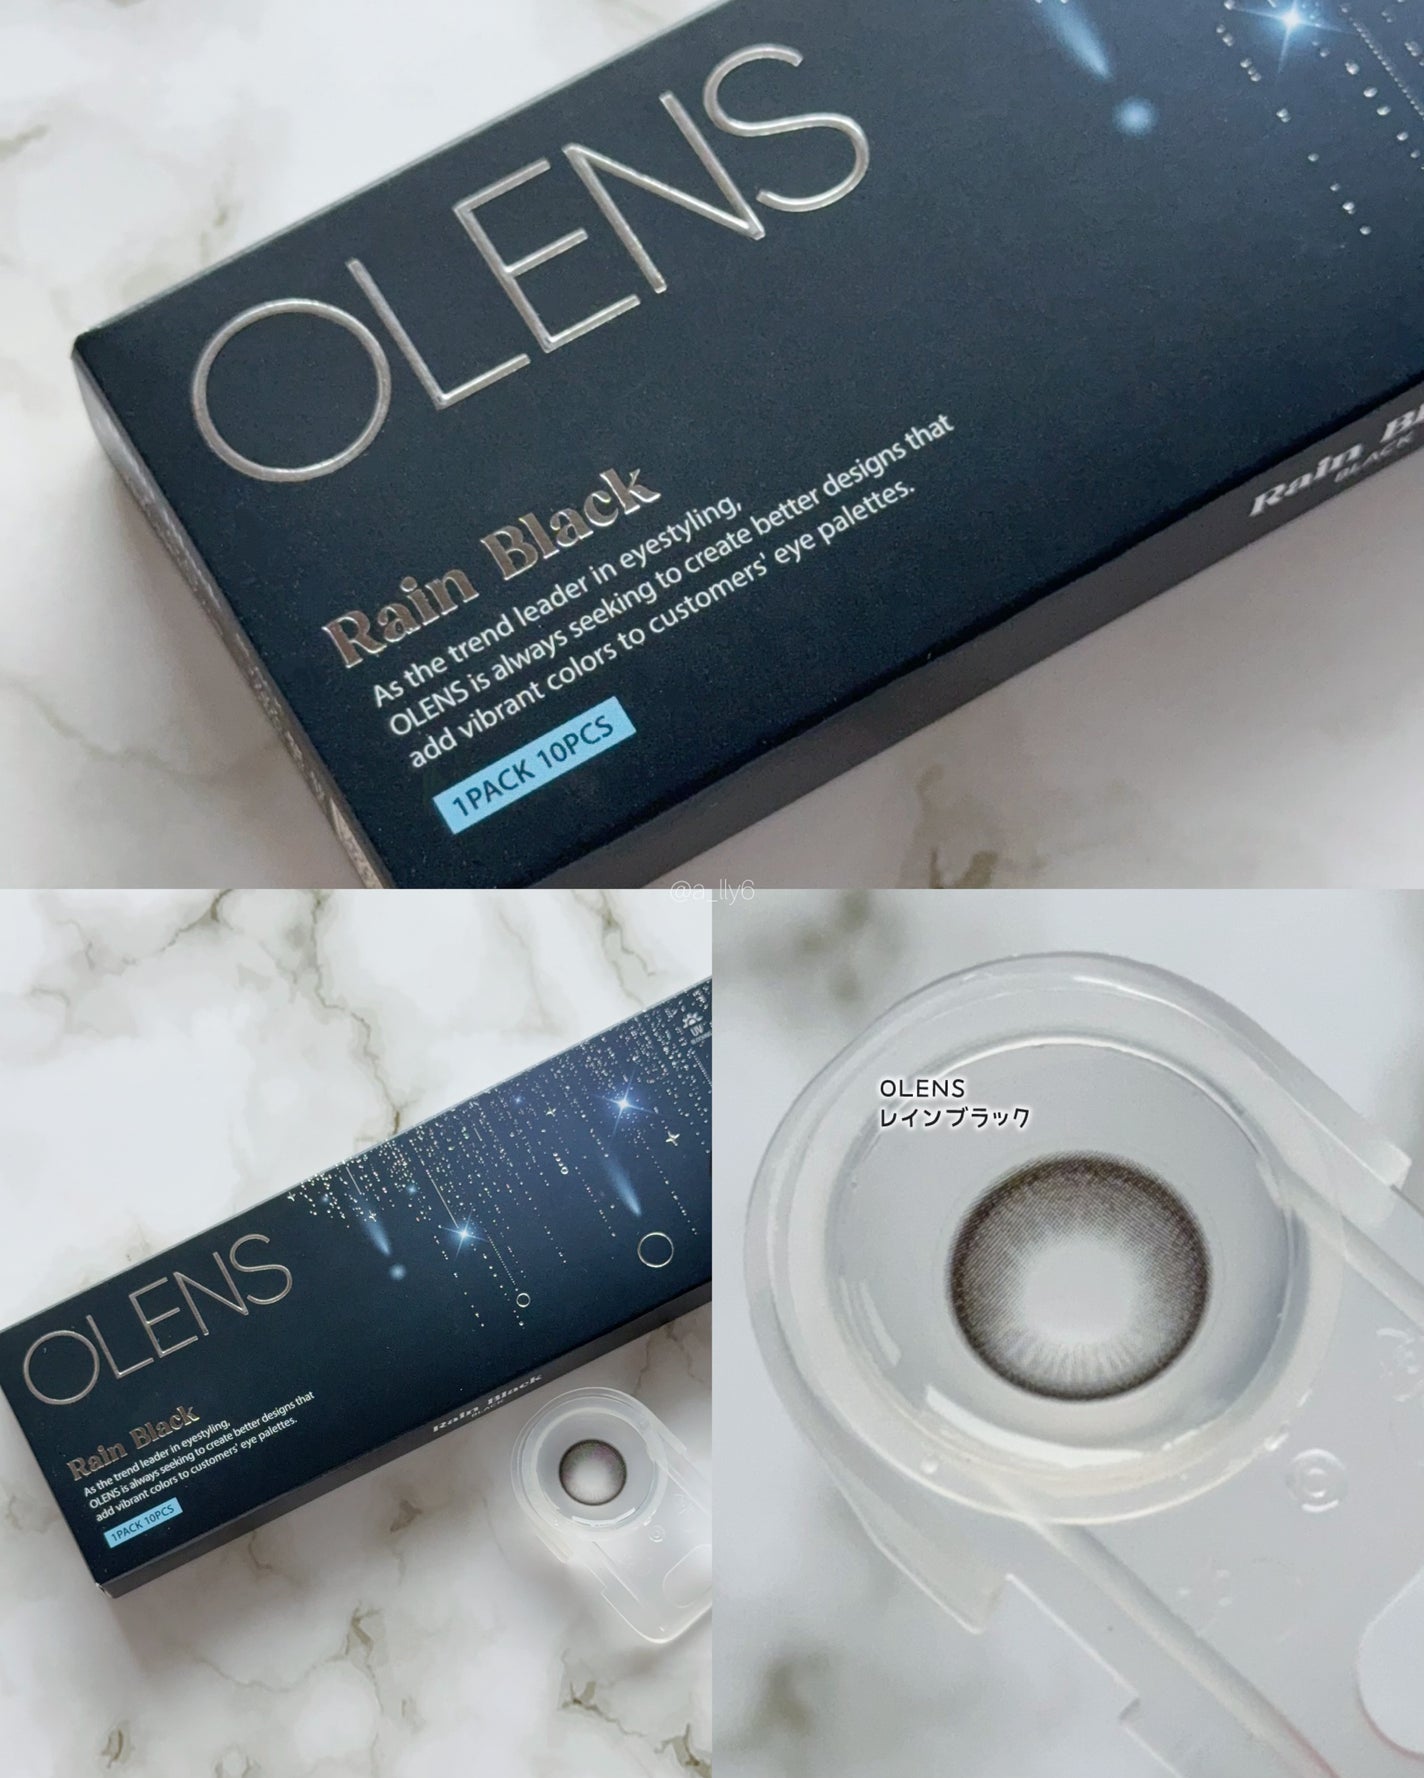 OLENS
Rain Black
As the trend leader in eyestyling,
OLENS is always seeking to create better designs that
add vibrant colors to customers' eye palettes.
1PACK 10PCS
Rain Bl
BLACK
@a_lly6
UV
OLENS
Rain Black
As the trend leader in eyestyling,
OLENS is always seeking to create better designs that
add vibrant colors to customers' eye palettes.
1PACK 10PCS
Rain Black
BLACK
OLENS
レインブラック